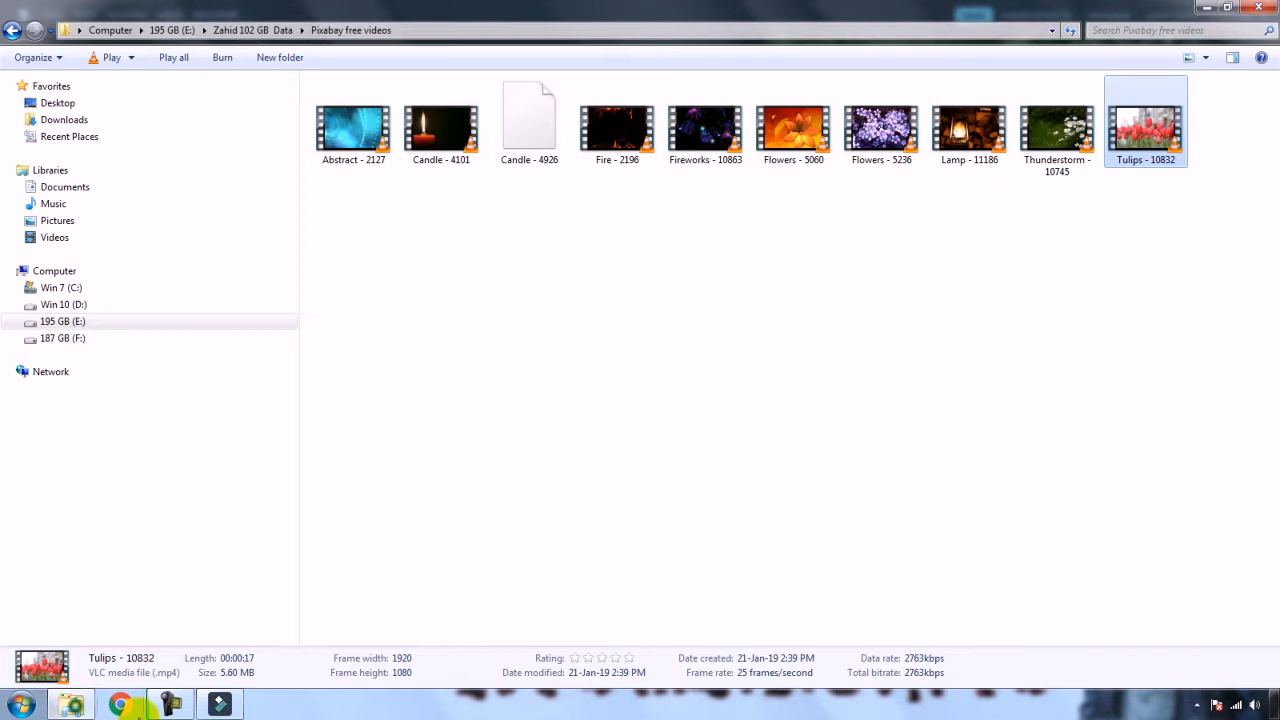 Computer ▸ 195 GB (E:) ▸ Zahid 102 GB Data ▸ Pixabay free videos
Search Pixabay free videos
Organize Play Play all Burn New folder
Favorites
Desktop
Downloads
Recent Places
Libraries
Documents
Music
Pictures
Videos
Computer
Win 7 (C:)
Win 10 (D:)
195 GB (E:)
187 GB (F:)
Network
Abstract - 2127
Candle - 4101
Candle - 4926
Fire - 2196
Fireworks - 10863
Flowers - 5060
Flowers - 5236
Lamp - 11186
Thunderstorm -
10745
Tulips - 10832
Tulips - 10832 Length: 00:00:17 Frame width: 1920 Rating: Date created: 21-Jan-19 2:39 PM Data rate: 2763kbps
VLC media file (.mp4) Size: 5.60 MB Frame height: 1080 Date modified: 21-Jan-19 2:39 PM Frame rate: 25 frames/second Total bitrate: 2763kbps